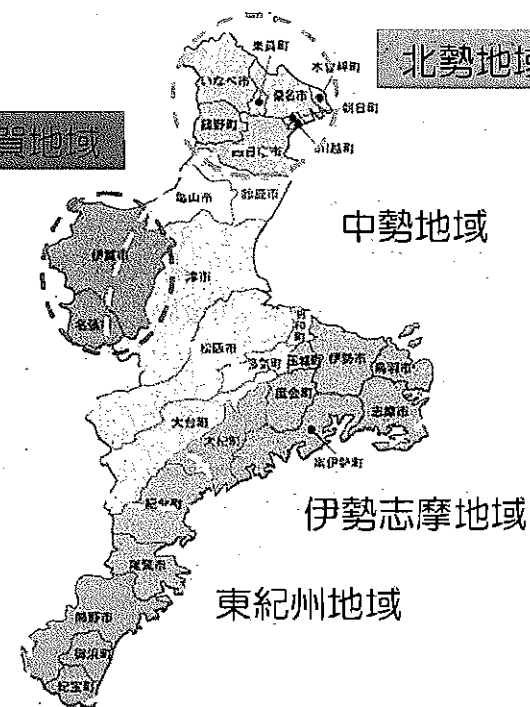 東員町
木曽岬町
いなべ市
桑名市
北勢地域
朝日町
菰野町
川越町
四日市市
賀地域
亀山市
鈴鹿市
中勢地域
伊賀市
津市
名張市
明和町
松阪市
多気町
玉城町
伊勢市
鳥羽市
度会町
志摩市
大台町
大紀町
南伊勢町
紀北町
伊勢志摩地域
尾鷲市
東紀州地域
熊野市
御浜町
紀宝町